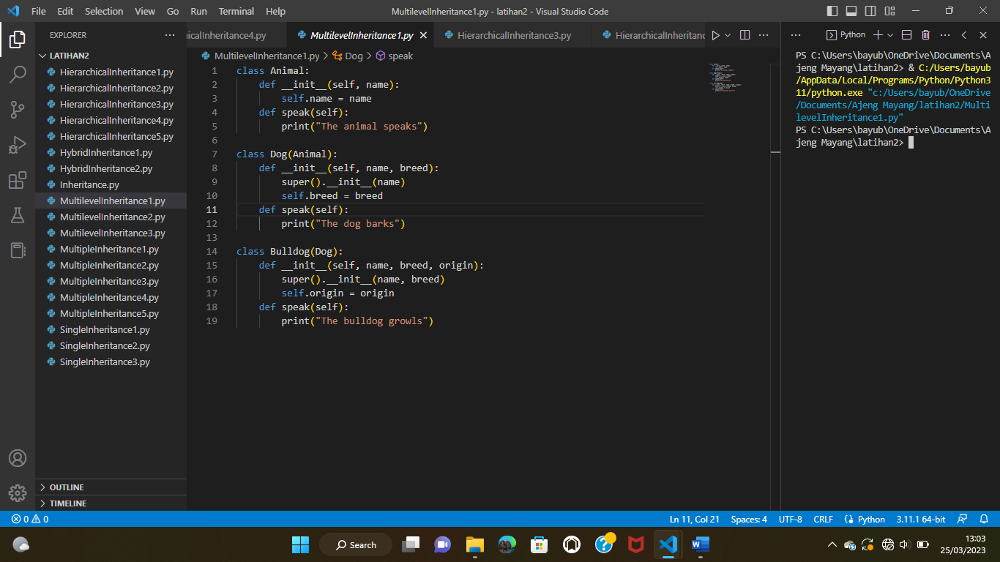 File Edit Selection View Go Run Terminal Help
MultilevelInheritance1.py - latihan2 - Visual Studio Code
EXPLORER
LATIHAN2
HierarchicalInheritance1.py
HierarchicalInheritance2.py
HierarchicalInheritance3.py
HierarchicalInheritance4.py
HierarchicalInheritance5.py
HybridInheritance1.py
HybridInheritance2.py
Inheritance.py
MultilevelInheritance1.py
MultilevelInheritance2.py
MultilevelInheritance3.py
MultipleInheritance1.py
MultipleInheritance2.py
MultipleInheritance3.py
MultipleInheritance4.py
MultipleInheritance5.py
SingleInheritance1.py
SingleInheritance2.py
SingleInheritance3.py
OUTLINE
TIMELINE
icalInheritance4.py MultilevelInheritance1.py HierarchicalInheritance3.py HierarchicalInheritanc
MultilevelInheritance1.py > Dog > speak
1 class Animal:
2     def __init__(self, name):
3         self.name = name
4     def speak(self):
5         print("The animal speaks")
6
7 class Dog(Animal):
8     def __init__(self, name, breed):
9         super().__init__(name)
10         self.breed = breed
11     def speak(self):
12         print("The dog barks")
13
14 class Bulldog(Dog):
15     def __init__(self, name, breed, origin):
16         super().__init__(name, breed)
17         self.origin = origin
18     def speak(self):
19         print("The bulldog growls")
Python
PS C:\Users\bayub\OneDrive\Documents\A
jeng Mayang\latihan2> & C:/Users/bayub
/AppData/Local/Programs/Python/Python3
11/python.exe "c:/Users/bayub/OneDrive
/Documents/Ajeng Mayang/latihan2/Multi
levelInheritance1.py"
PS C:\Users\bayub\OneDrive\Documents\A
jeng Mayang\latihan2>
0 0 Ln 11, Col 21 Spaces: 4 UTF-8 CRLF Python 3.11.1 64-bit
Search
13:03
25/03/2023